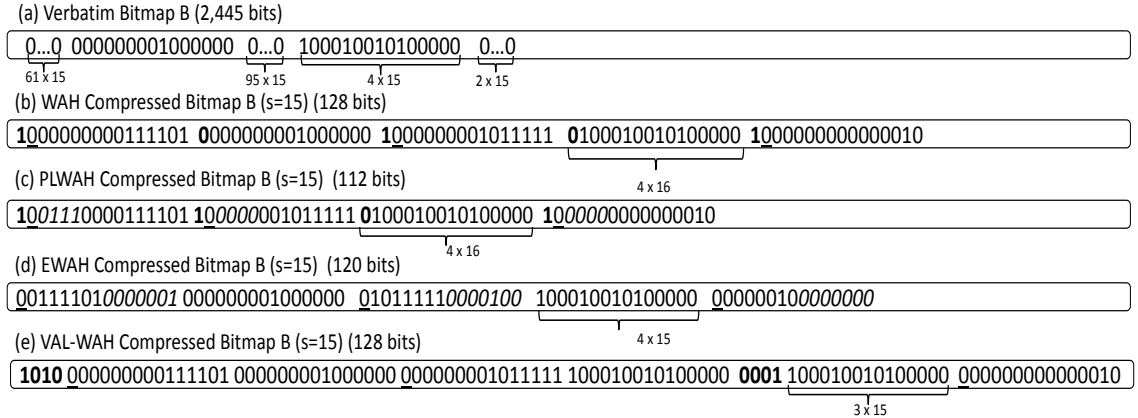 (a) Verbatim Bitmap B (2,445 bits)
0...0 000000001000000 0...0 100010010100000 0...0
61 x 15 95 x 15 4 x 15 2 x 15
(b) WAH Compressed Bitmap B (s=15) (128 bits)
1000000000111101 0000000001000000 1000000001011111 0100010010100000 1000000000000010
4 x 16
(c) PLWAH Compressed Bitmap B (s=15) (112 bits)
1001110000111101 1000000001011111 0100010010100000 1000000000000010
4 x 16
(d) EWAH Compressed Bitmap B (s=15) (120 bits)
001111010000001 000000001000000 010111110000100 100010010100000 000000100000000
4 x 15
(e) VAL-WAH Compressed Bitmap B (s=15) (128 bits)
1010 000000000111101 000000001000000 000000001011111 100010010100000 0001 100010010100000 000000000000010
3 x 15